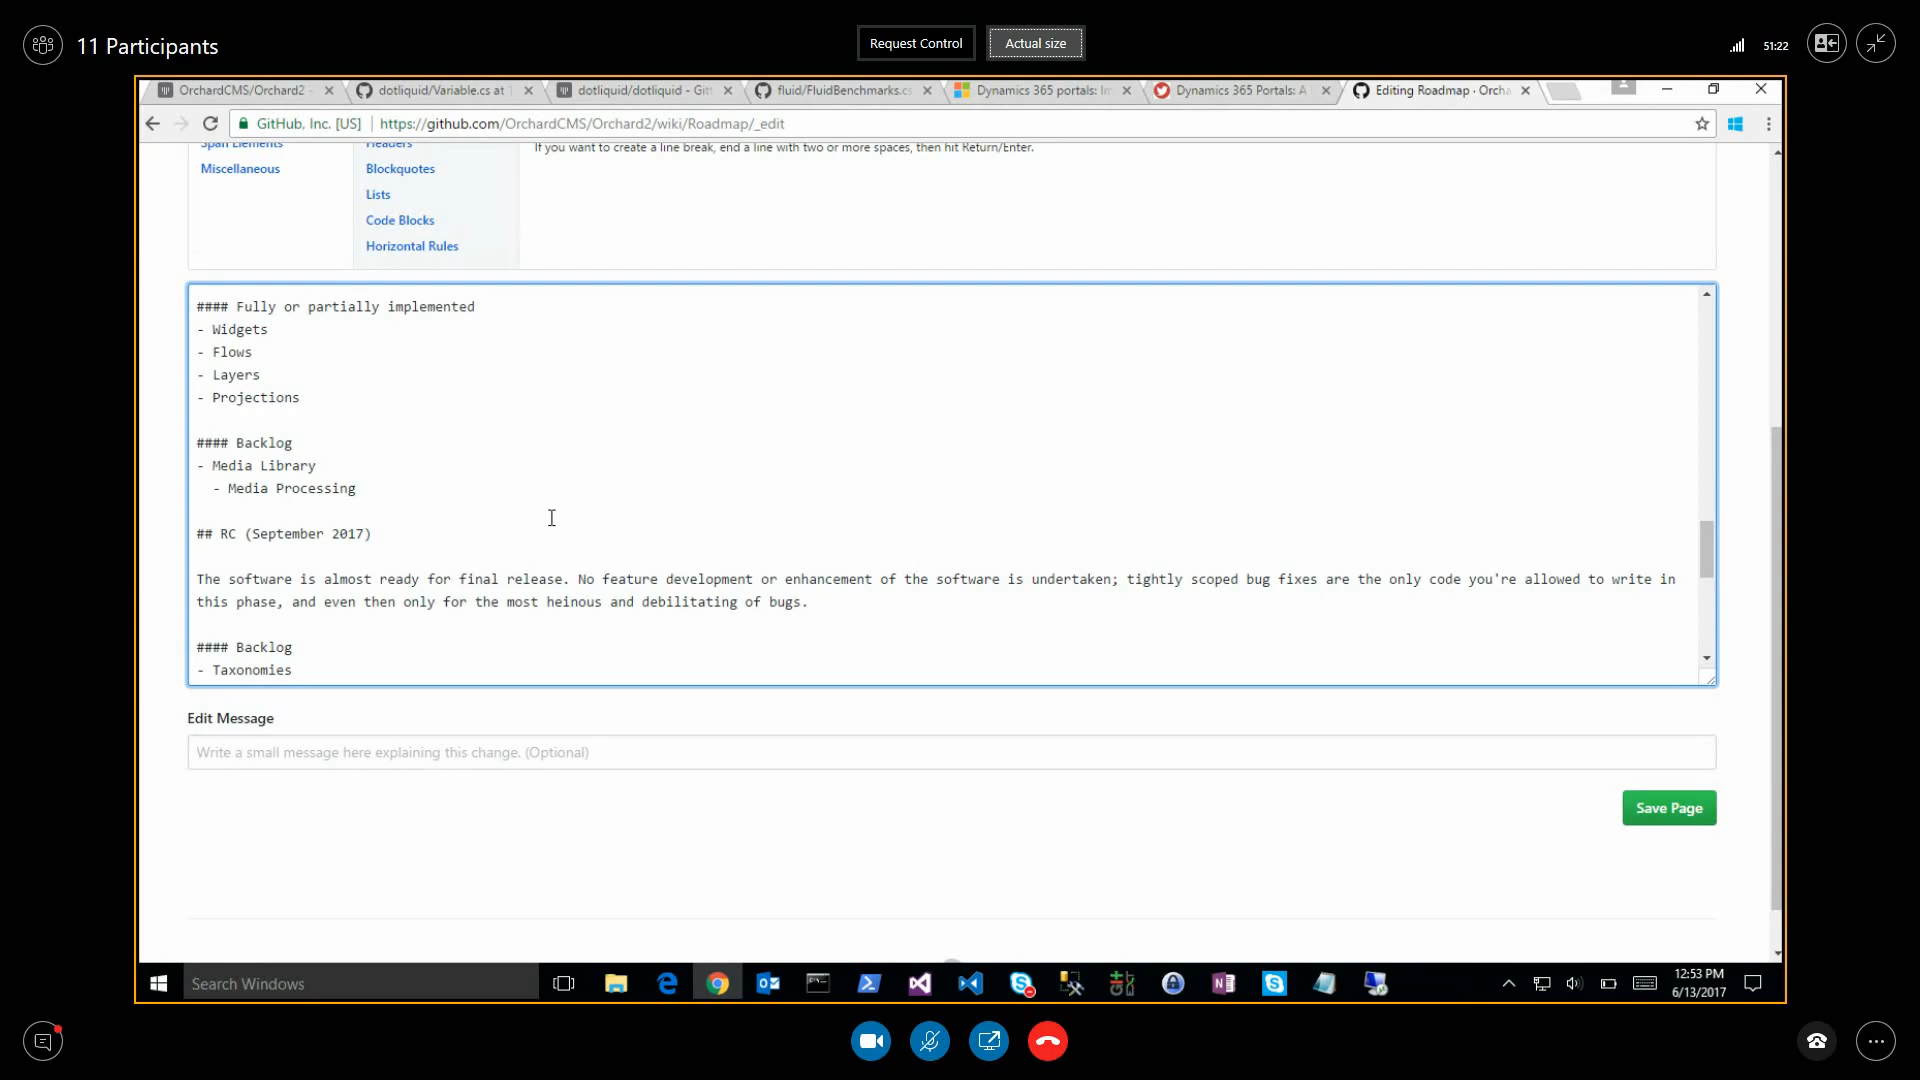 11 Participants
Request Control
Actual size
51:22
OrchardCMS/Orchard2 -
dotliquid/Variable.cs at
dotliquid/dotliquid - Git
fluid/FluidBenchmarks.cs
Dynamics 365 portals: Im
Dynamics 365 Portals: A
Editing Roadmap · Orcha
GitHub, Inc. [US]
https://github.com/OrchardCMS/Orchard2/wiki/Roadmap/_edit
Span Elements
Headers
If you want to create a line break, end a line with two or more spaces, then hit Return/Enter.
Miscellaneous
Blockquotes
Lists
Code Blocks
Horizontal Rules
#### Fully or partially implemented
- Widgets
- Flows
- Layers
- Projections
#### Backlog
- Media Library
- Media Processing
## RC (September 2017)
The software is almost ready for final release. No feature development or enhancement of the software is undertaken; tightly scoped bug fixes are the only code you're allowed to write in
this phase, and even then only for the most heinous and debilitating of bugs.
#### Backlog
- Taxonomies
Edit Message
Write a small message here explaining this change. (Optional)
Save Page
Search Windows
12:53 PM
6/13/2017